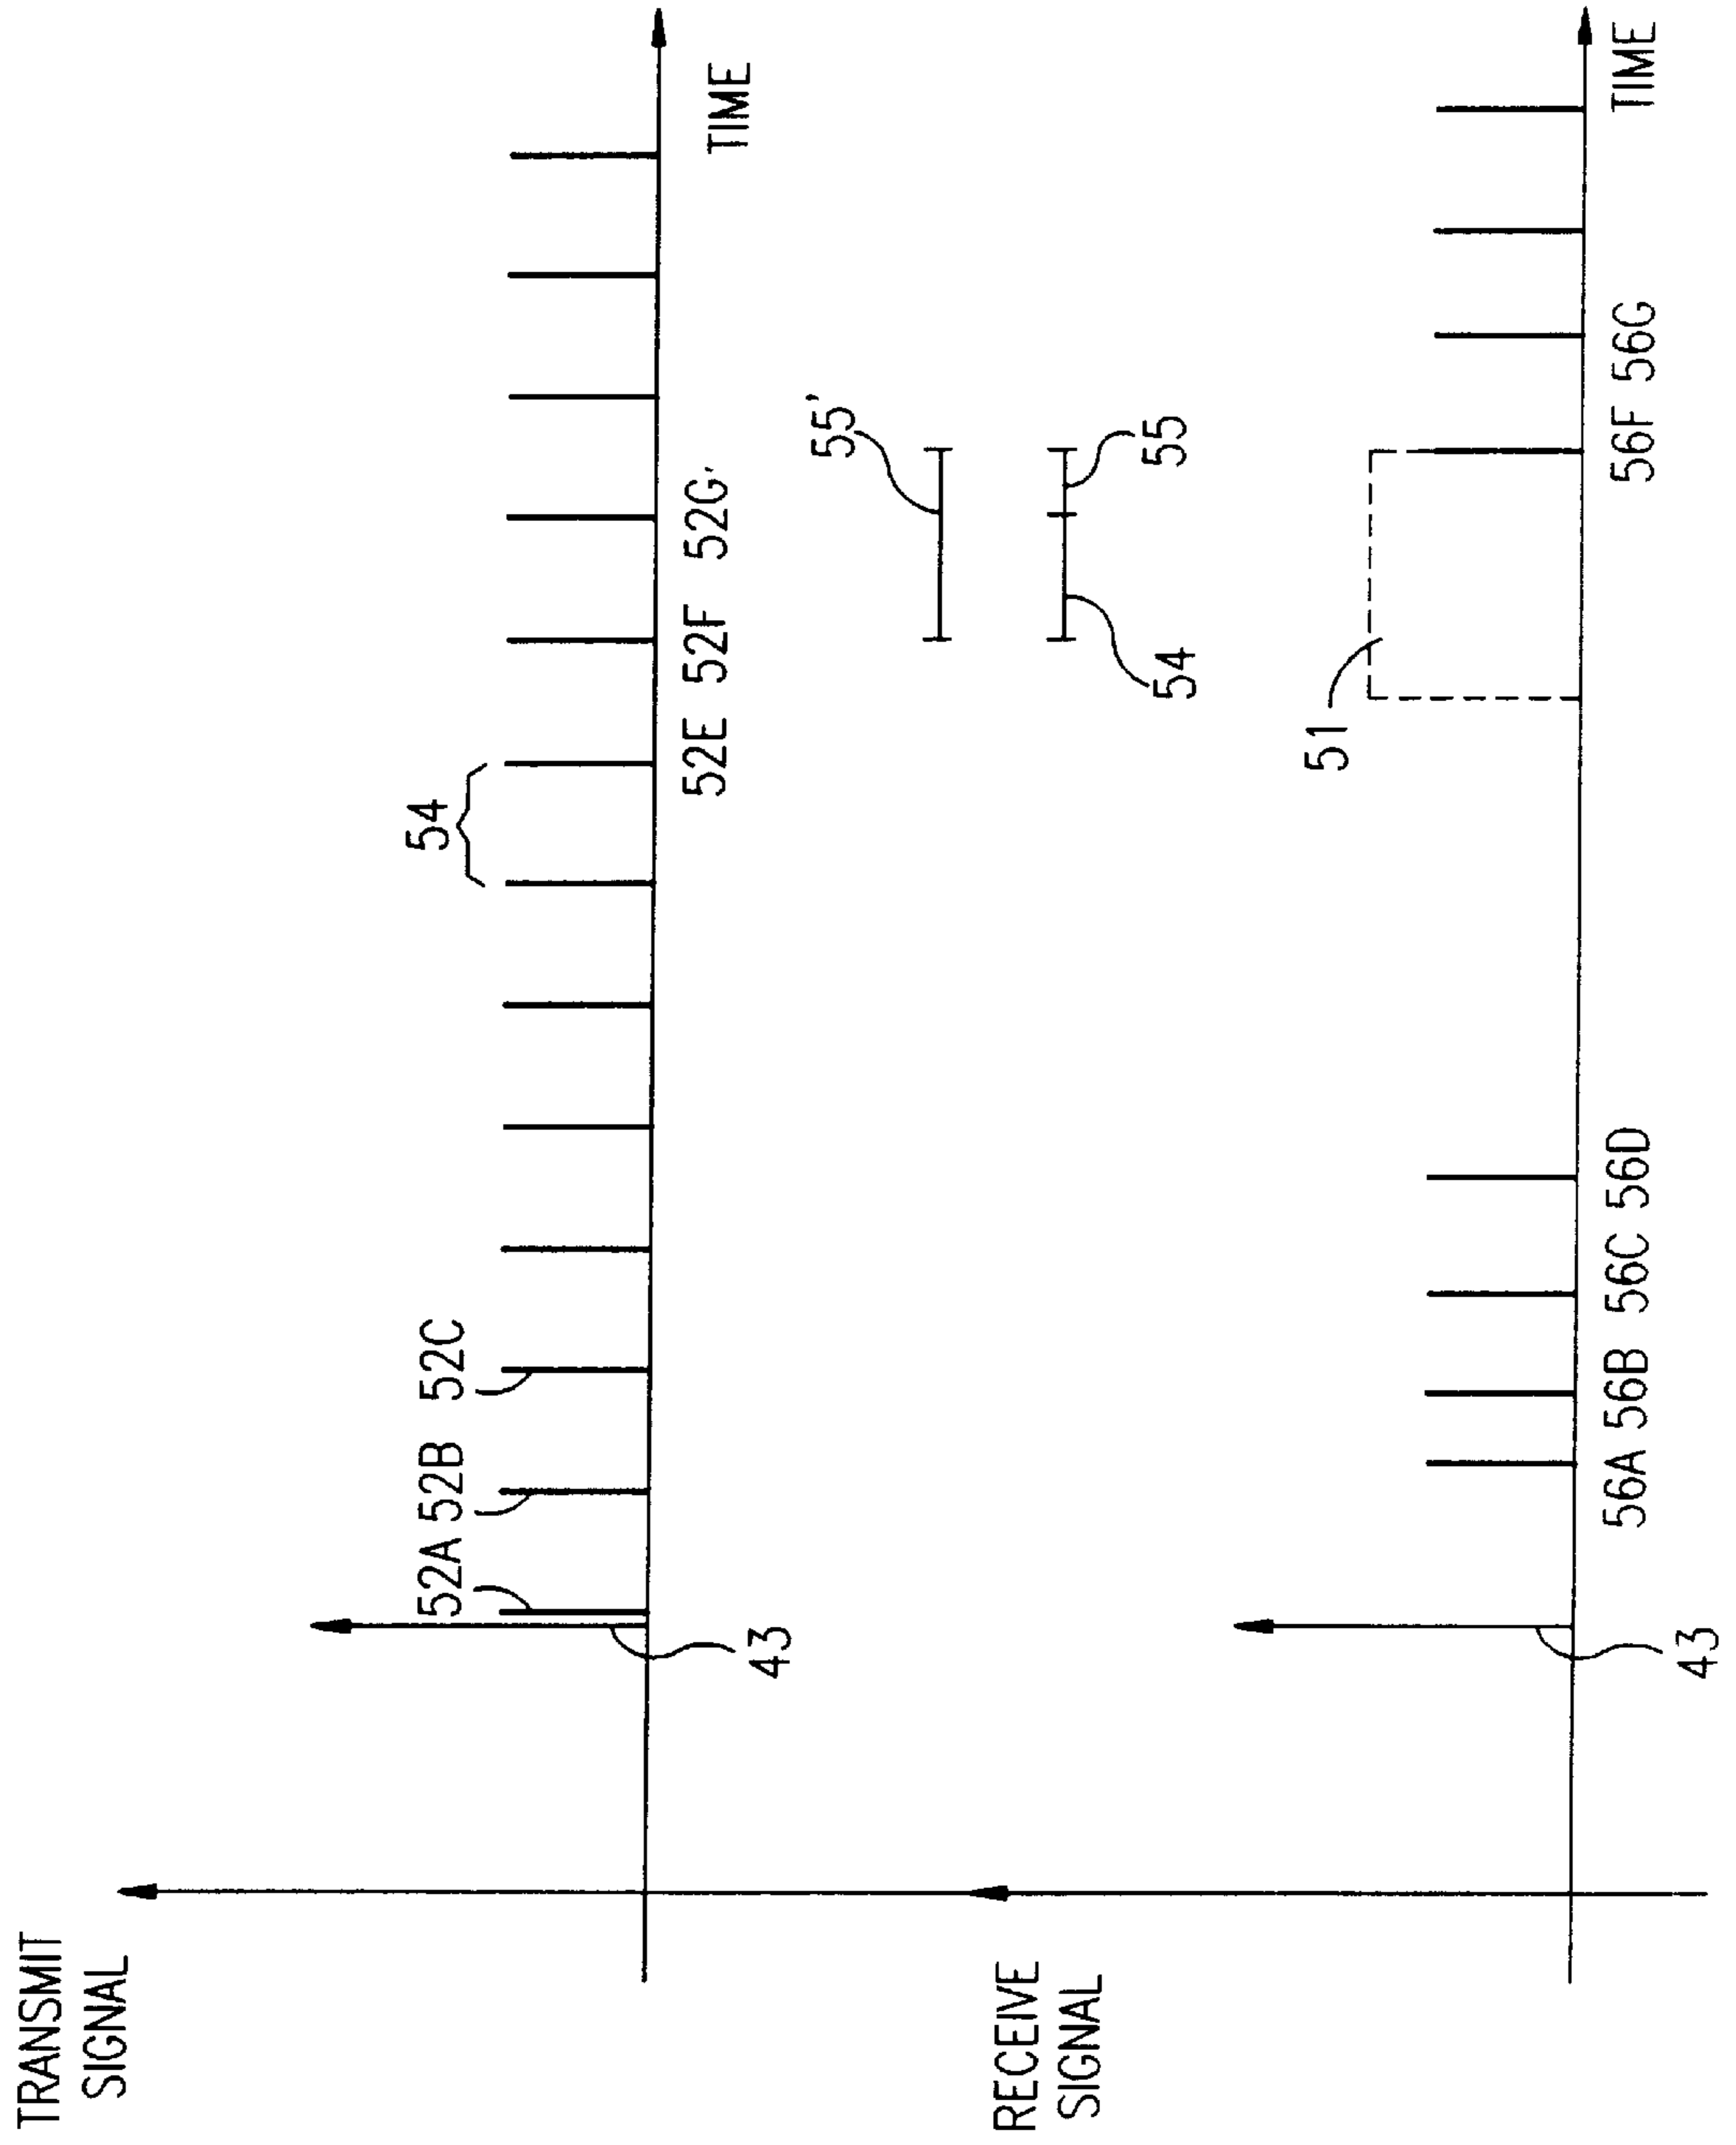 TRANSMIT
SIGNAL
52A 52B 52C
54
43
52E 52F 52G
TIME
55'
55
54
RECEIVE
SIGNAL
51
43
56A 56B 56C 56D
56F 56G
TIME